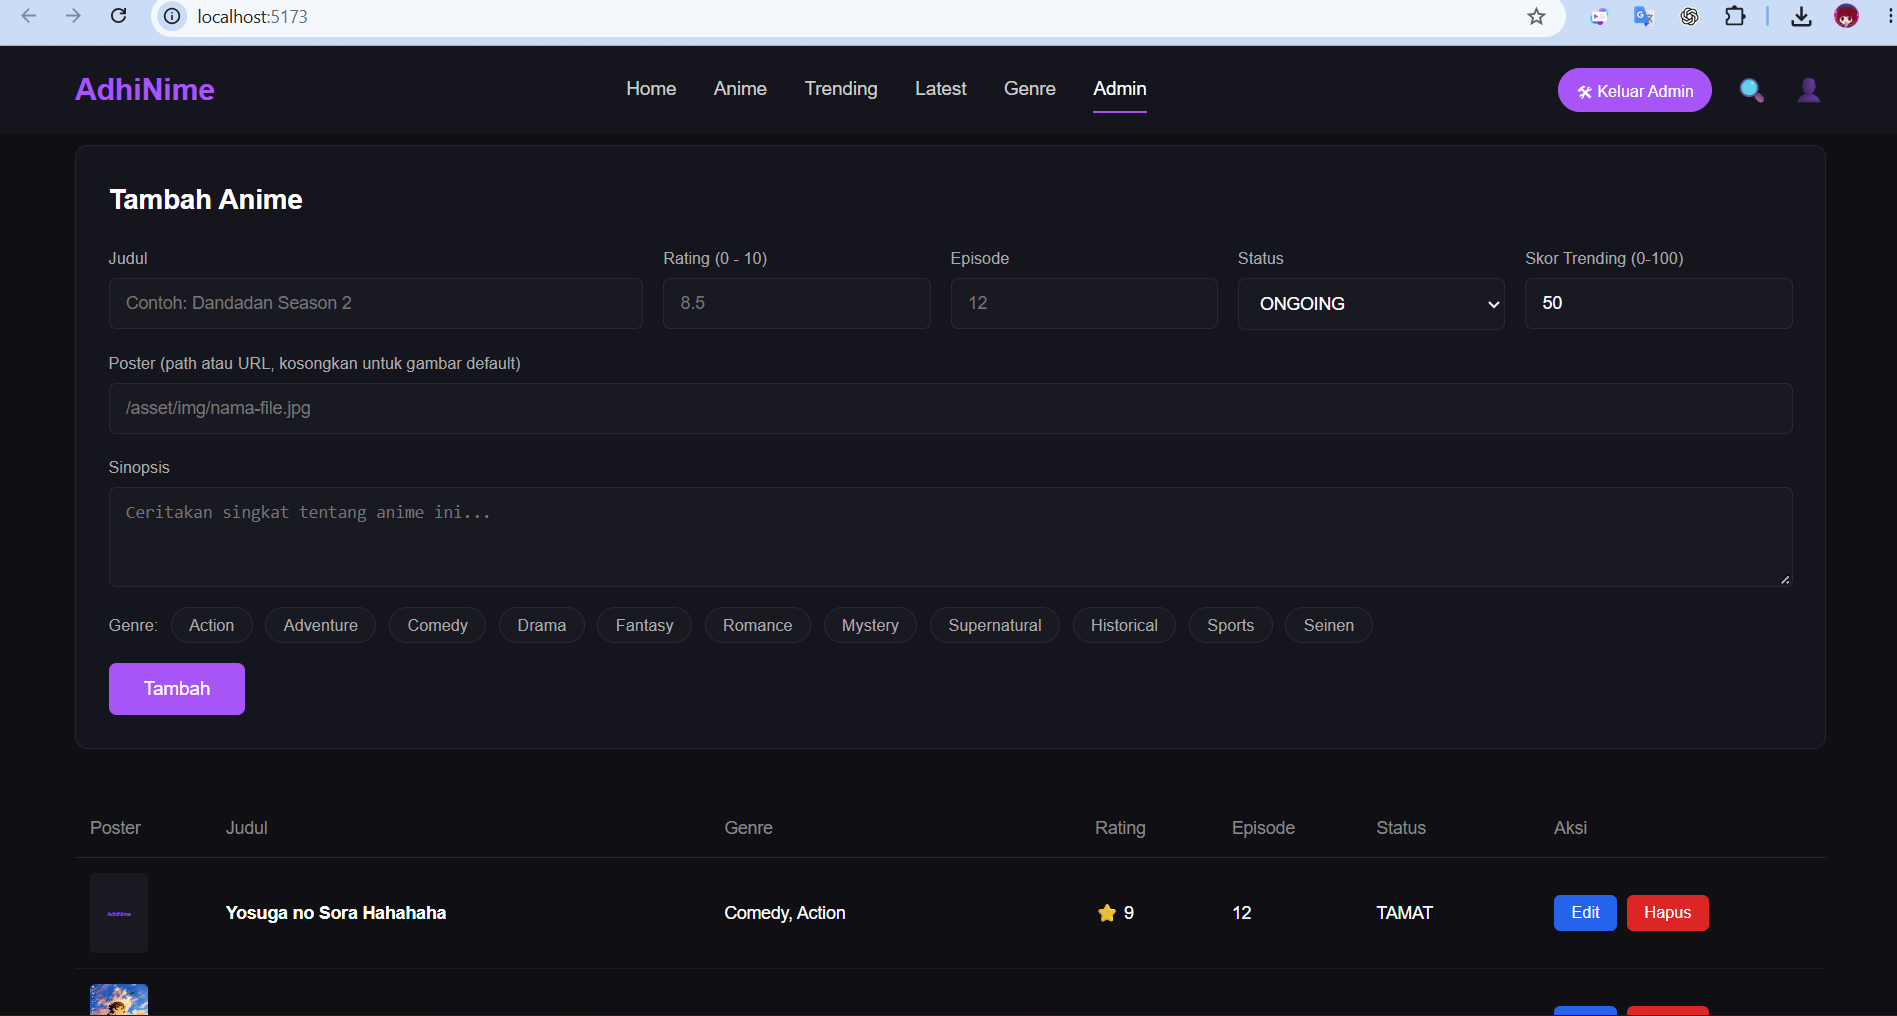 localhost:5173
AdhiNime
Home Anime Trending Latest Genre Admin
🛠 Keluar Admin
Tambah Anime
Judul Rating (0 - 10) Episode Status Skor Trending (0-100)
Contoh: Dandadan Season 2 8.5 12 ONGOING 50
Poster (path atau URL, kosongkan untuk gambar default)
/asset/img/nama-file.jpg
Sinopsis
Ceritakan singkat tentang anime ini...
Genre: Action Adventure Comedy Drama Fantasy Romance Mystery Supernatural Historical Sports Seinen
Tambah
Poster Judul Genre Rating Episode Status Aksi
AdhiNime Yosuga no Sora Hahahaha Comedy, Action ⭐ 9 12 TAMAT Edit Hapus